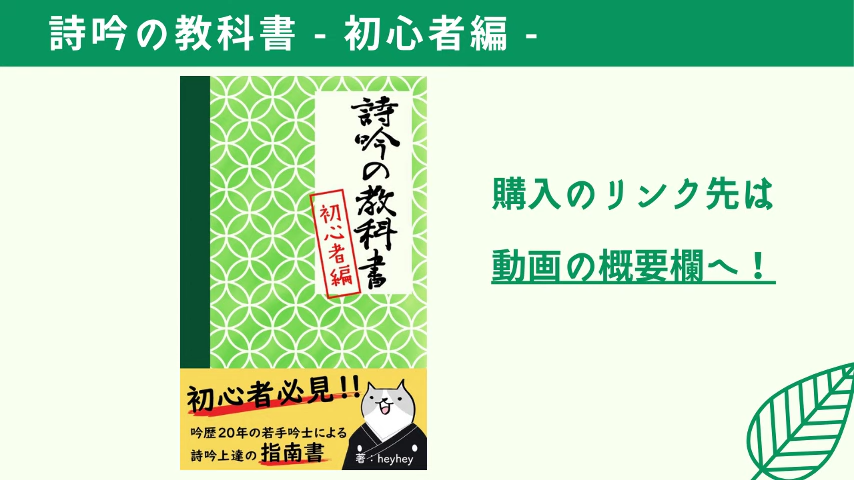 詩吟の教科書 - 初心者編 -
詩吟の教科書
初心者編
初心者必見!!
吟歴20年の若手吟士による
詩吟上達の指南書
著：heyhey
購入のリンク先は
動画の概要欄へ！